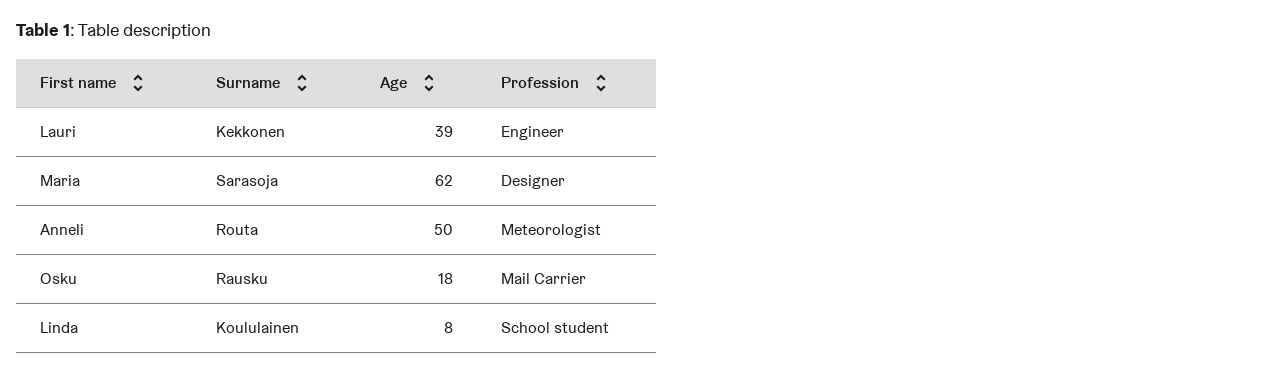 Table 1: Table description
First name Surname Age Profession
Lauri Kekkonen 39 Engineer
Maria Sarasoja 62 Designer
Anneli Routa 50 Meteorologist
Osku Rausku 18 Mail Carrier
Linda Koululainen 8 School student